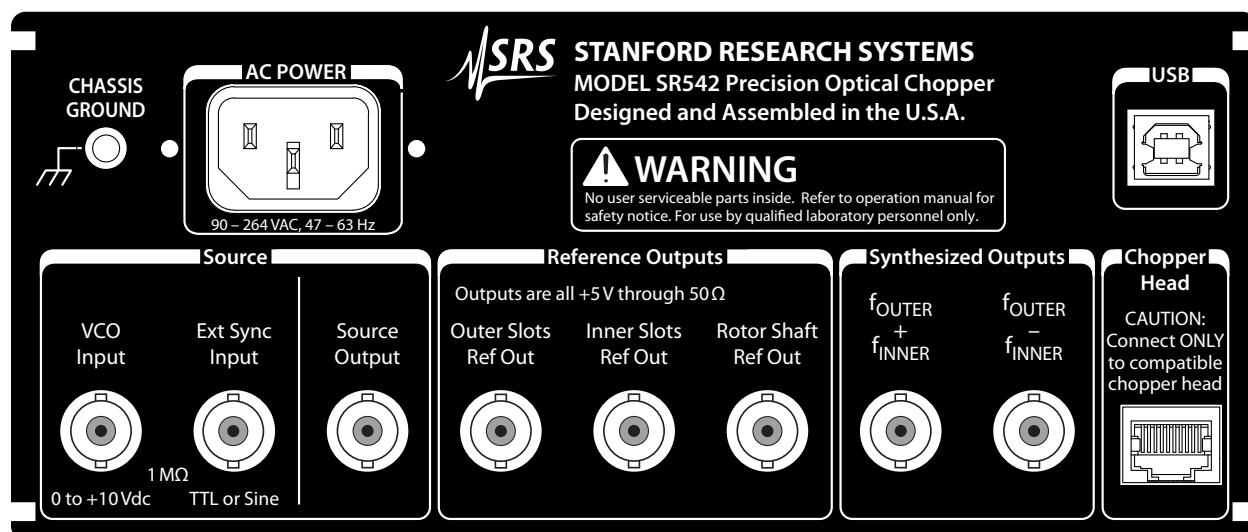 SRS
STANFORD RESEARCH SYSTEMS
MODEL SR542 Precision Optical Chopper
Designed and Assembled in the U.S.A.
CHASSIS
GROUND
AC POWER
90 – 264 VAC, 47 – 63 Hz
WARNING
No user serviceable parts inside. Refer to operation manual for
safety notice. For use by qualified laboratory personnel only.
USB
Source
VCO
Input
Ext Sync
Input
Source
Output
1 MΩ
0 to +10 Vdc
TTL or Sine
Reference Outputs
Outputs are all +5 V through 50 Ω
Outer Slots
Ref Out
Inner Slots
Ref Out
Rotor Shaft
Ref Out
Synthesized Outputs
fOUTER
+
fINNER
fOUTER
–
fINNER
Chopper
Head
CAUTION:
Connect ONLY
to compatible
chopper head